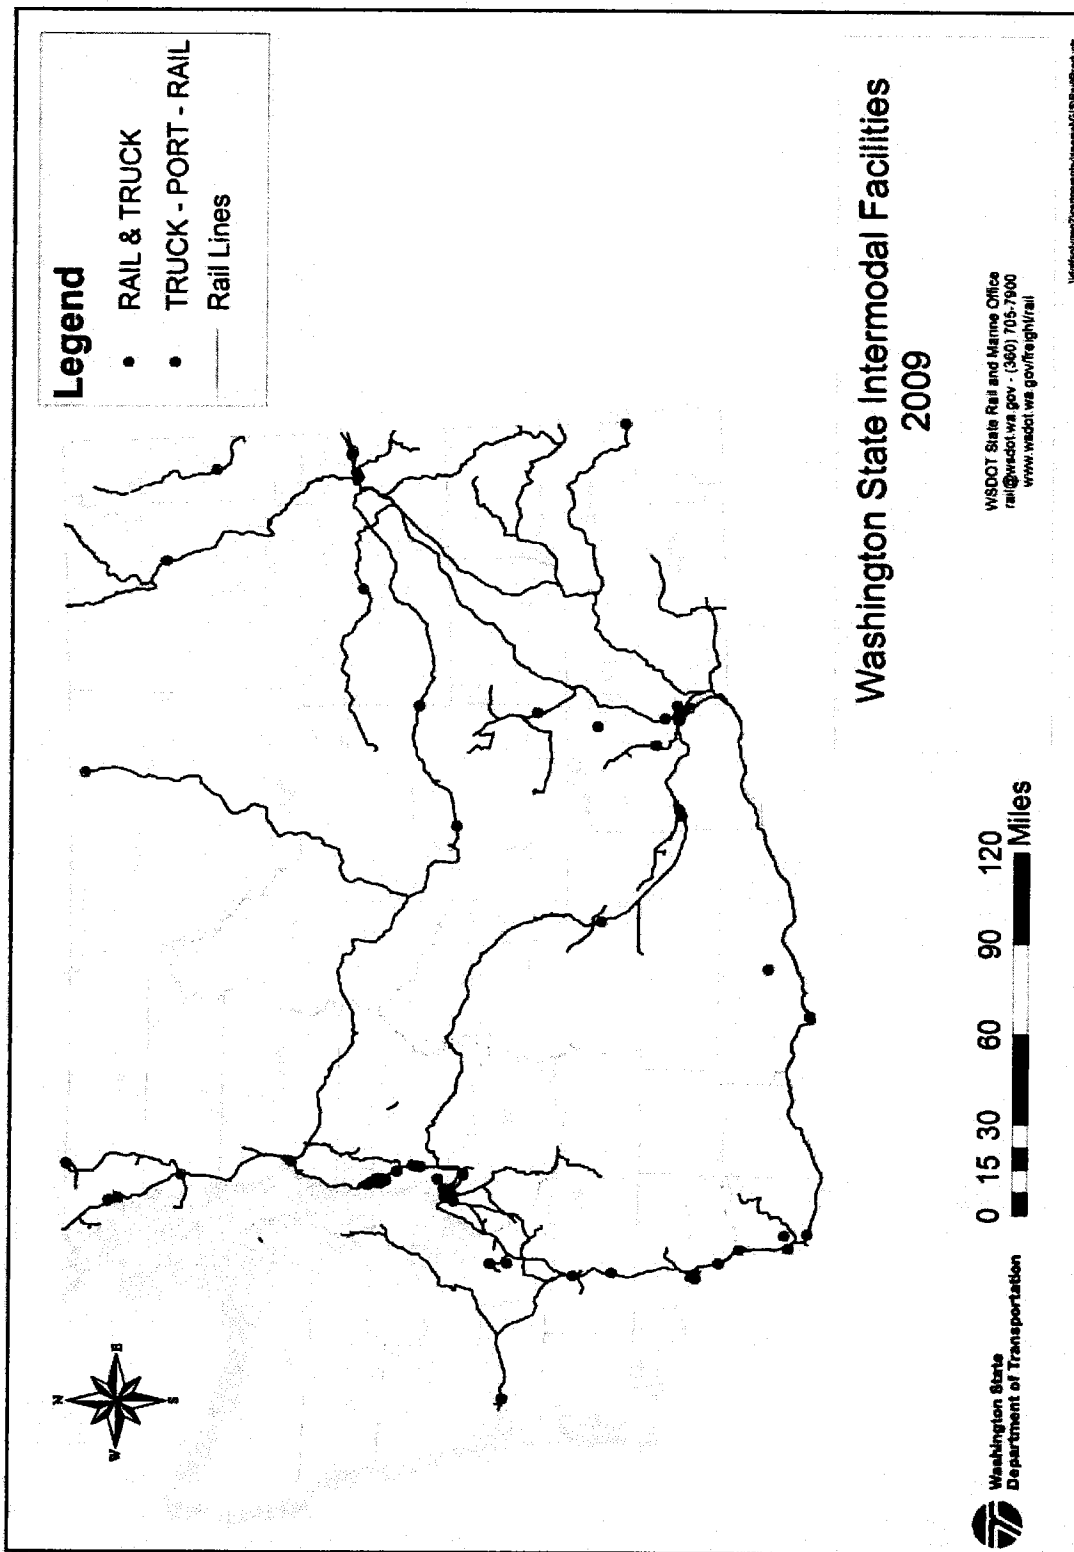 Legend
RAIL & TRUCK
TRUCK - PORT - RAIL
Rail Lines
N
W
E
S
Washington State Intermodal Facilities
2009
0 15 30 60 90 120
Miles
Washington State
Department of Transportation
WSDOT State Rail and Marine Office
rail@wsdot.wa.gov - (360) 705-7900
www.wsdot.wa.gov/freight/rail